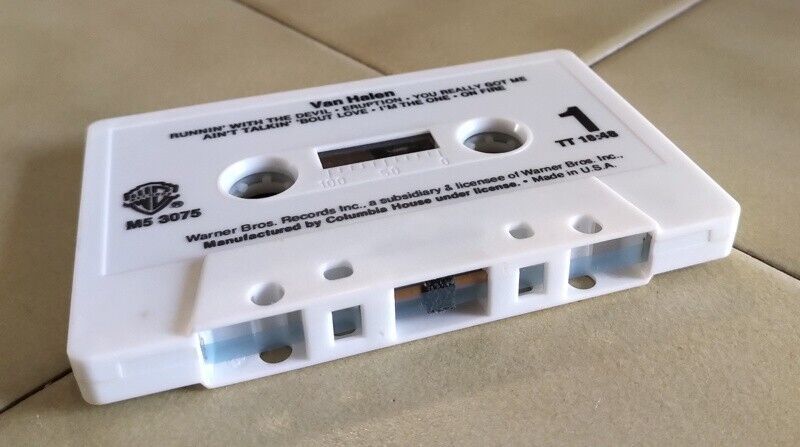 Van Halen
RUNNIN' WITH THE DEVIL • ERUPTION • YOU REALLY GOT ME
AIN'T TALKIN' 'BOUT LOVE • I'M THE ONE • ON FIRE
1
TT 18:48
100 50 0
M5 3075
Warner Bros. Records Inc., a subsidiary & licensee of Warner Bros. Inc.,
Manufactured by Columbia House under license. • Made in U.S.A.